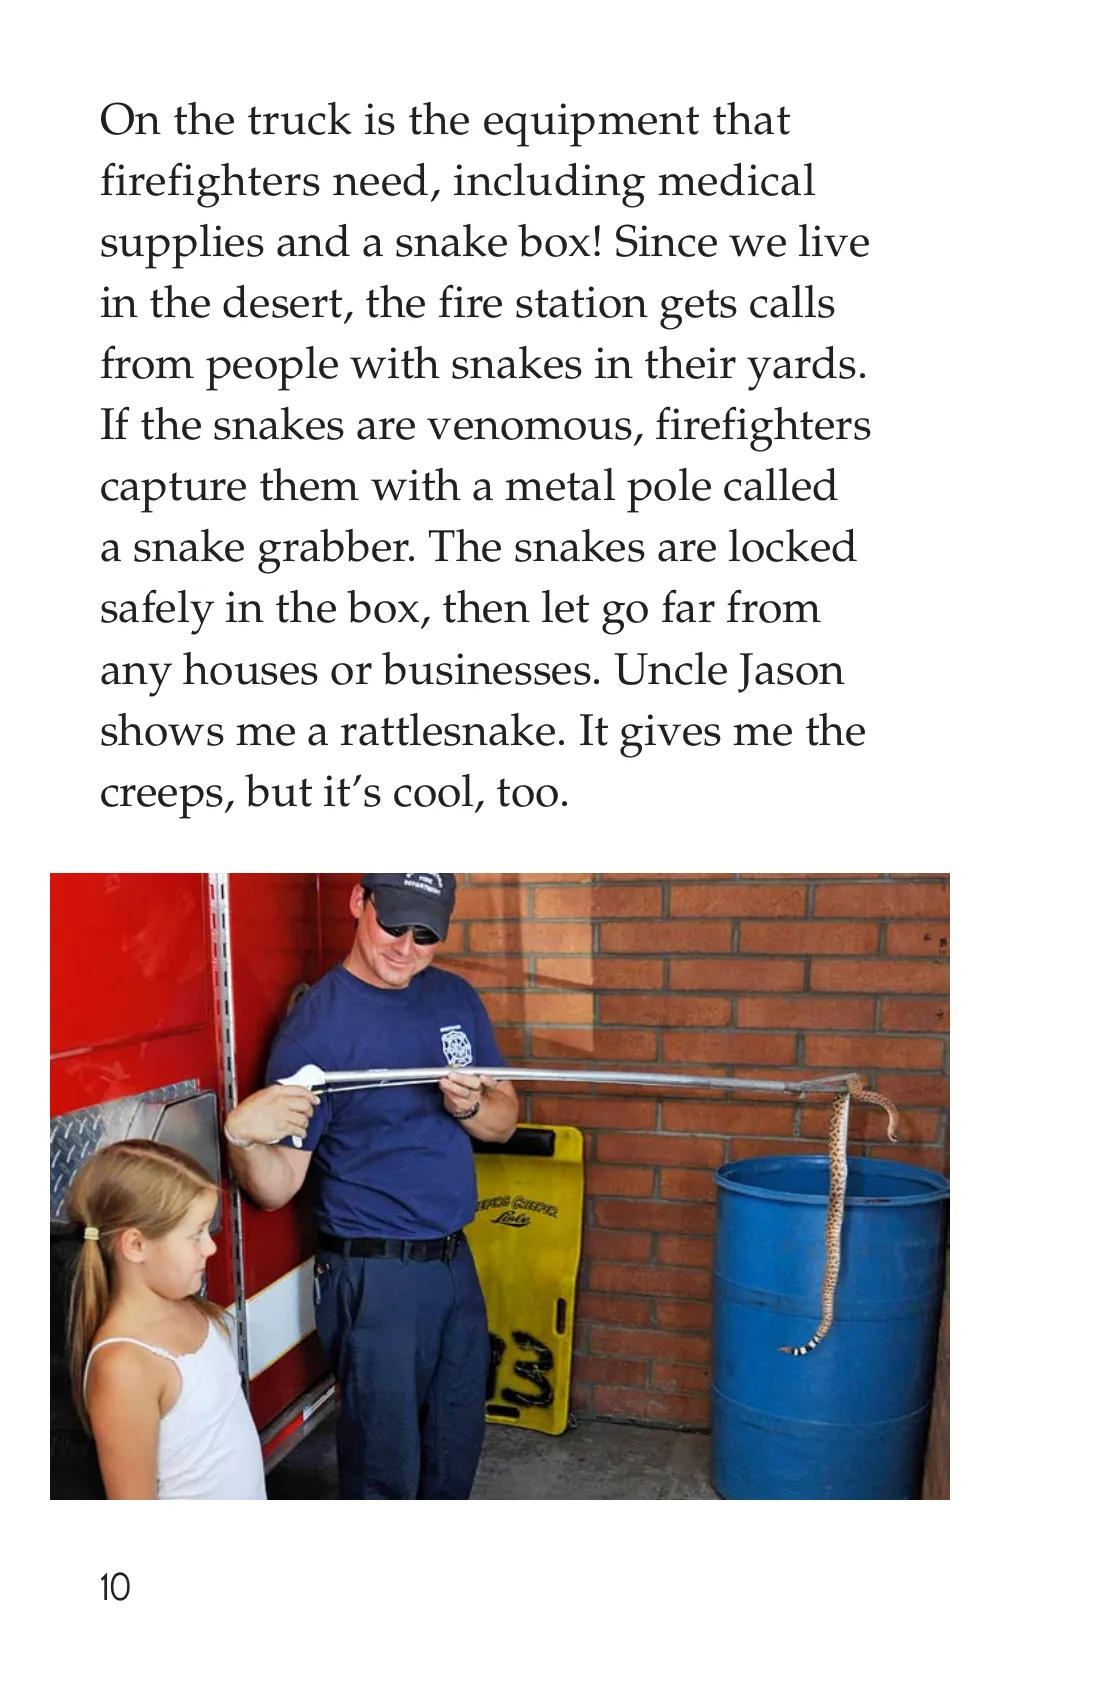 On the truck is the equipment that
firefighters need, including medical
supplies and a snake box! Since we live
in the desert, the fire station gets calls
from people with snakes in their yards.
If the snakes are venomous, firefighters
capture them with a metal pole called
a snake grabber. The snakes are locked
safely in the box, then let go far from
any houses or businesses. Uncle Jason
shows me a rattlesnake. It gives me the
creeps, but it’s cool, too.
FIRE
DEPARTMENT
CREEPER
10